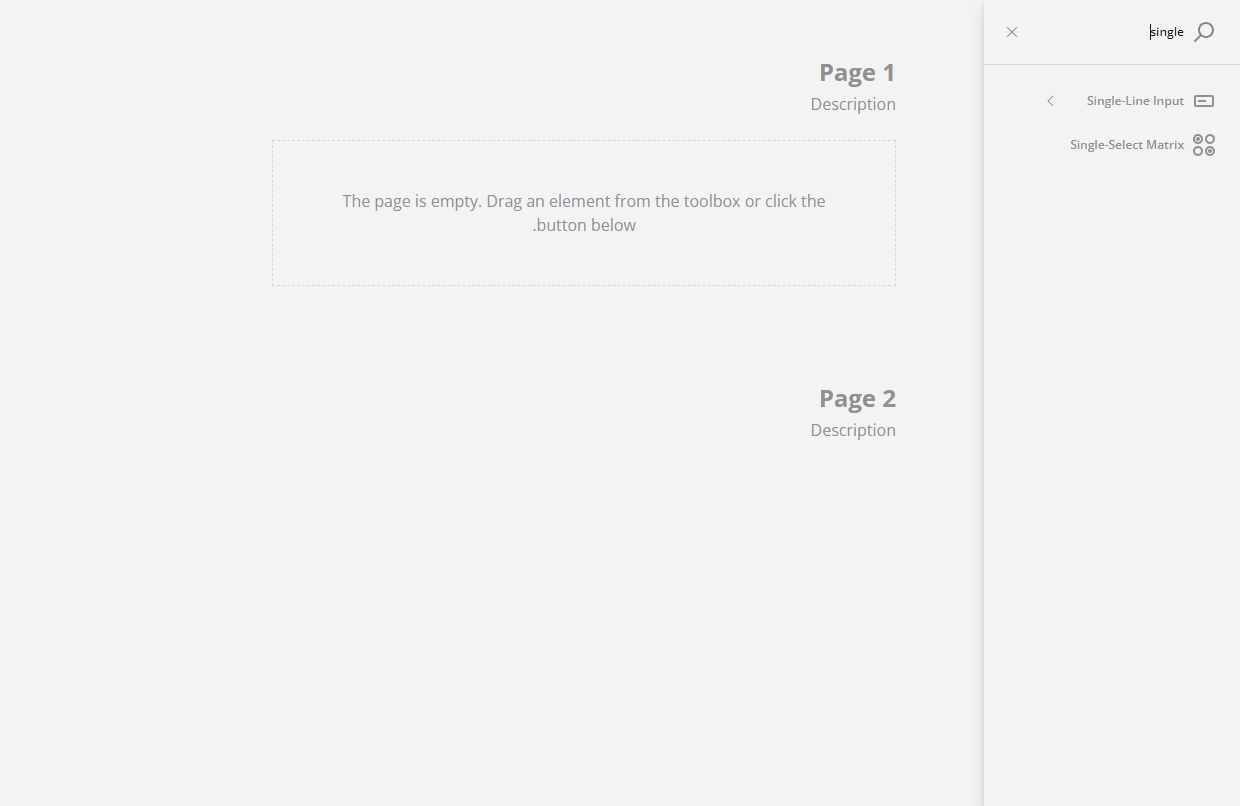 single
Single-Line Input
Single-Select Matrix
Page 1
Description
The page is empty. Drag an element from the toolbox or click the
.button below
Page 2
Description